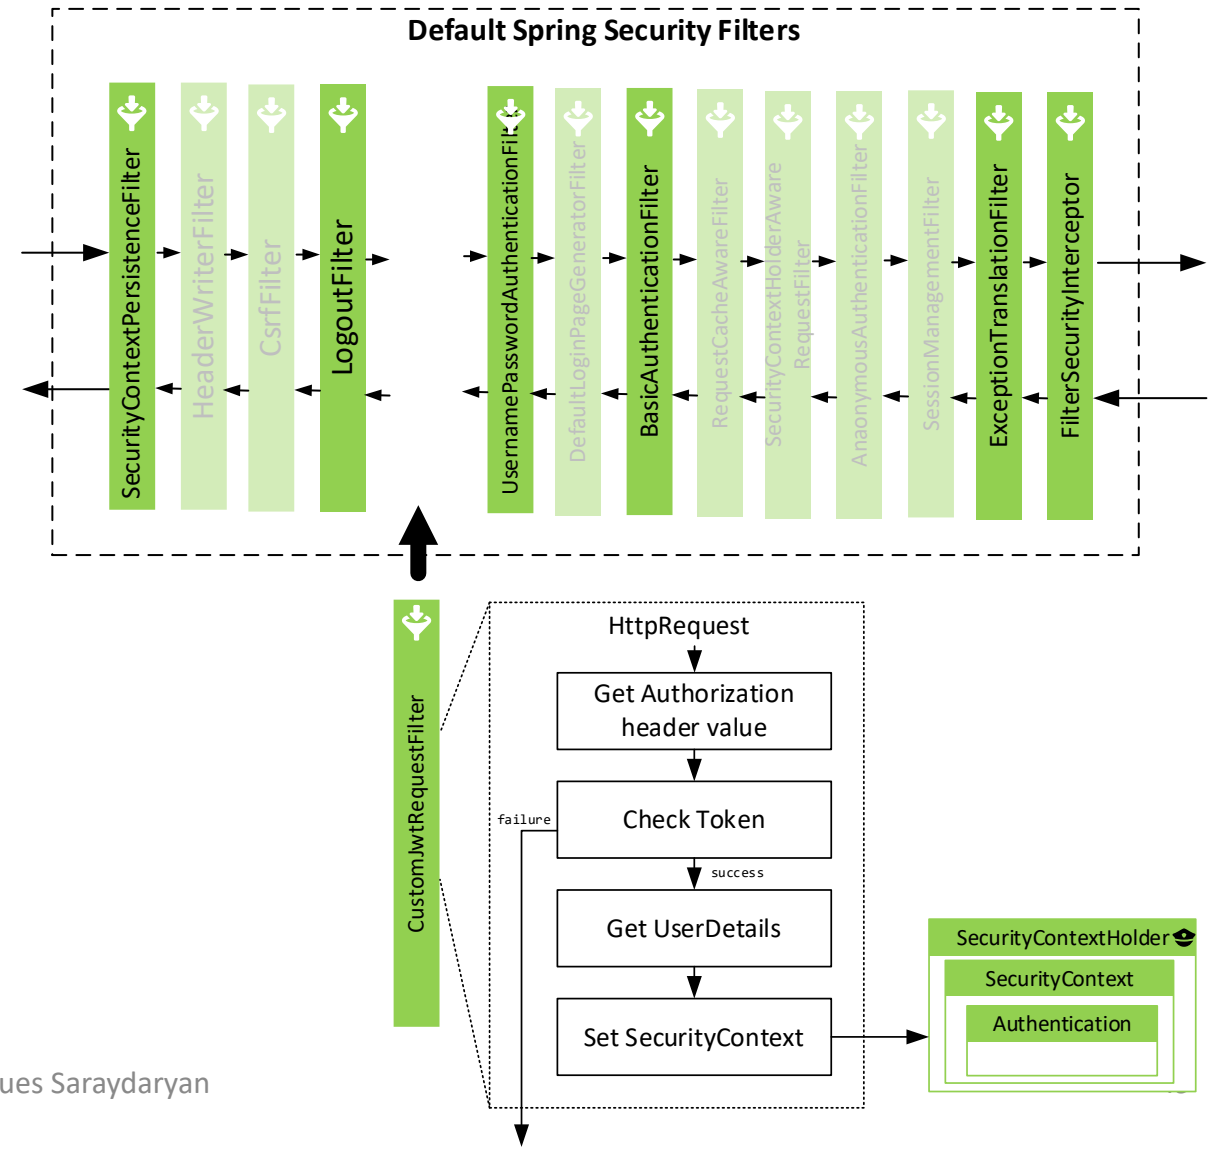 Default Spring Security Filters
SecurityContextPersistenceFilter
HeaderWriterFilter
CsrfFilter
LogoutFilter
UsernamePasswordAuthenticationFilter
DefaultLoginPageGeneratorFilter
BasicAuthenticationFilter
RequestCacheAwareFilter
SecurityContextHolderAware
RequestFilter
AnaonymousAuthenticationFilter
SessionManagementFilter
ExceptionTranslationFilter
FilterSecurityInterceptor
CustomJwtRequestFilter
HttpRequest
Get Authorization
header value
Check Token
failure
success
Get UserDetails
Set SecurityContext
SecurityContextHolder
SecurityContext
Authentication
ues Saraydaryan